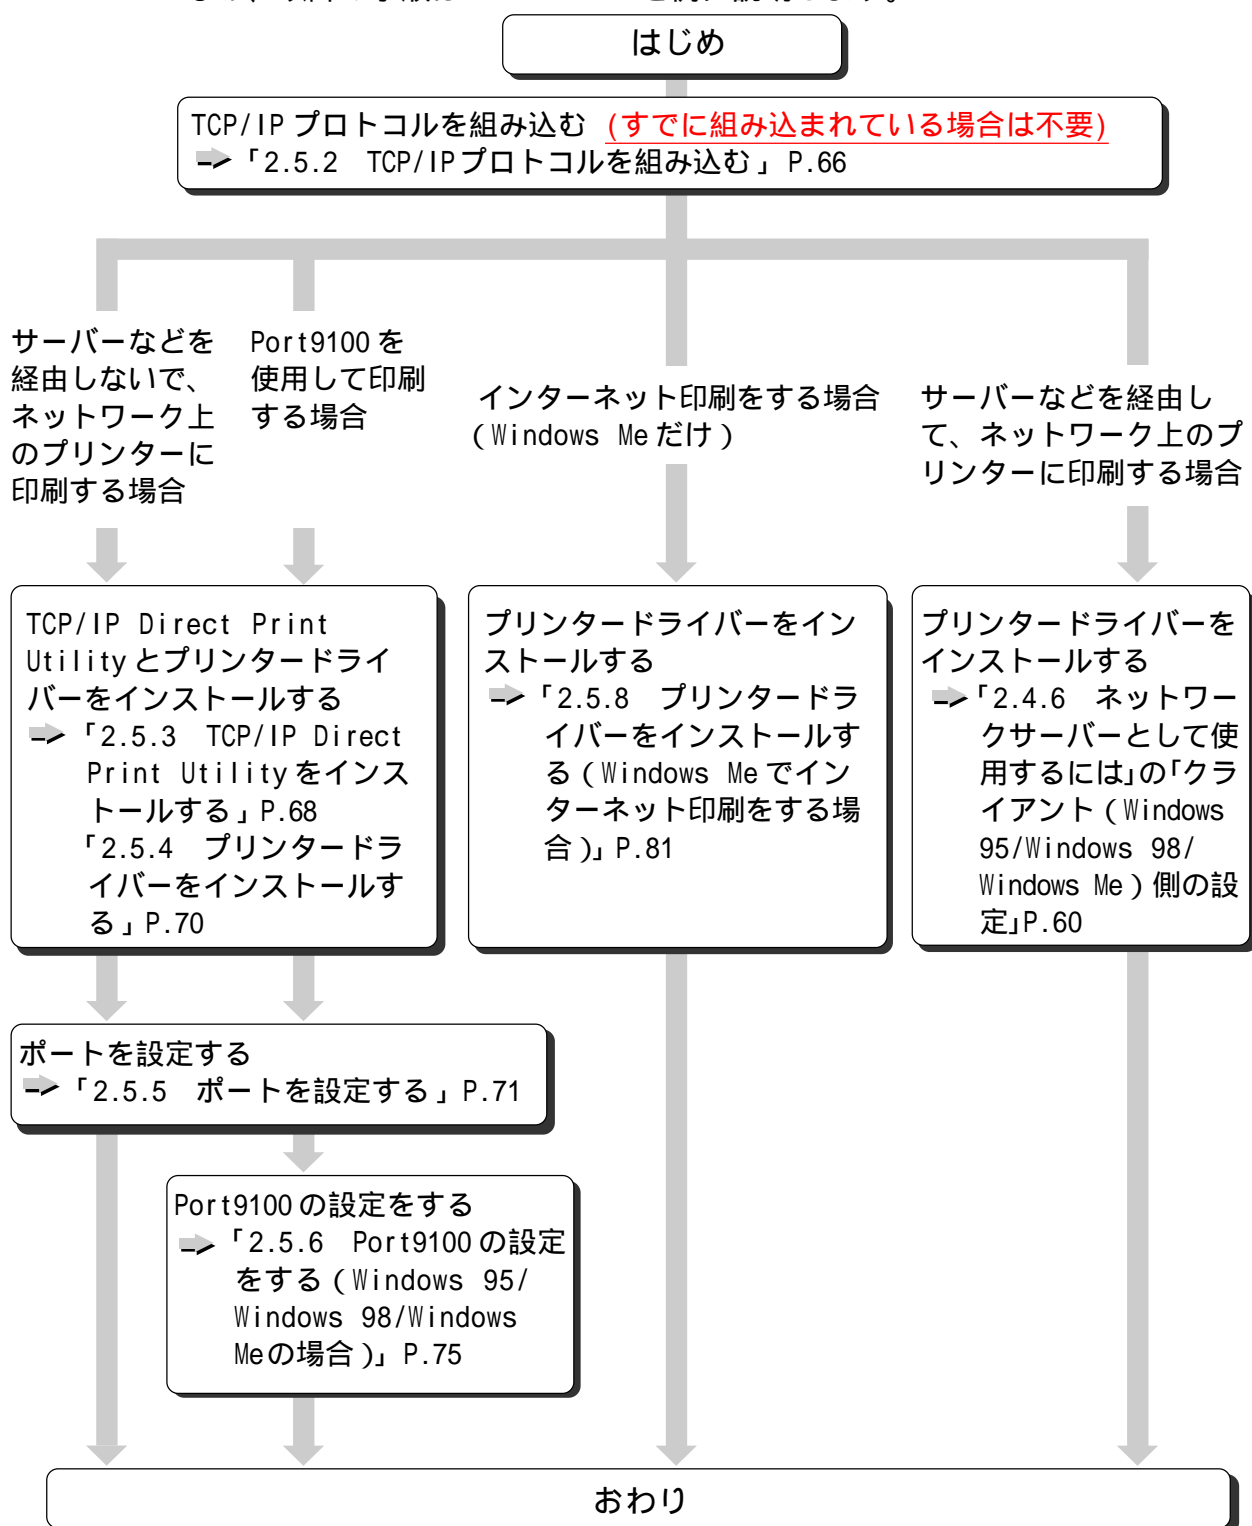 はじめ
TCP/IP プロトコルを組み込む (すでに組み込まれている場合は不要)
「2.5.2 TCP/IPプロトコルを組み込む」P.66
サーバーなどを
経由しないで、
ネットワーク上
のプリンターに
印刷する場合
Port9100 を
使用して印刷
する場合
インターネット印刷をする場合
(Windows Me だけ)
サーバーなどを経由し
て、ネットワーク上のプ
リンターに印刷する場合
TCP/IP Direct Print
Utility とプリンタードライ
バーをインストールする
「2.5.3 TCP/IP Direct
Print Utility をインス
トールする」P.68
「2.5.4 プリンタードラ
イバーをインストールす
る」P.70
プリンタードライバーをイン
ストールする
「2.5.8 プリンタードラ
イバーをインストールす
る(Windows Me でイン
ターネット印刷をする場
合)」P.81
プリンタードライバーを
インストールする
「2.4.6 ネットワー
クサーバーとして使
用するには」の「クラ
イアント(Windows
95/Windows 98/
Windows Me)側の設
定」P.60
ポートを設定する
「2.5.5 ポートを設定する」P.71
Port9100 の設定をする
「2.5.6 Port9100 の設定
をする(Windows 95/
Windows 98/Windows
Meの場合)」P.75
おわり